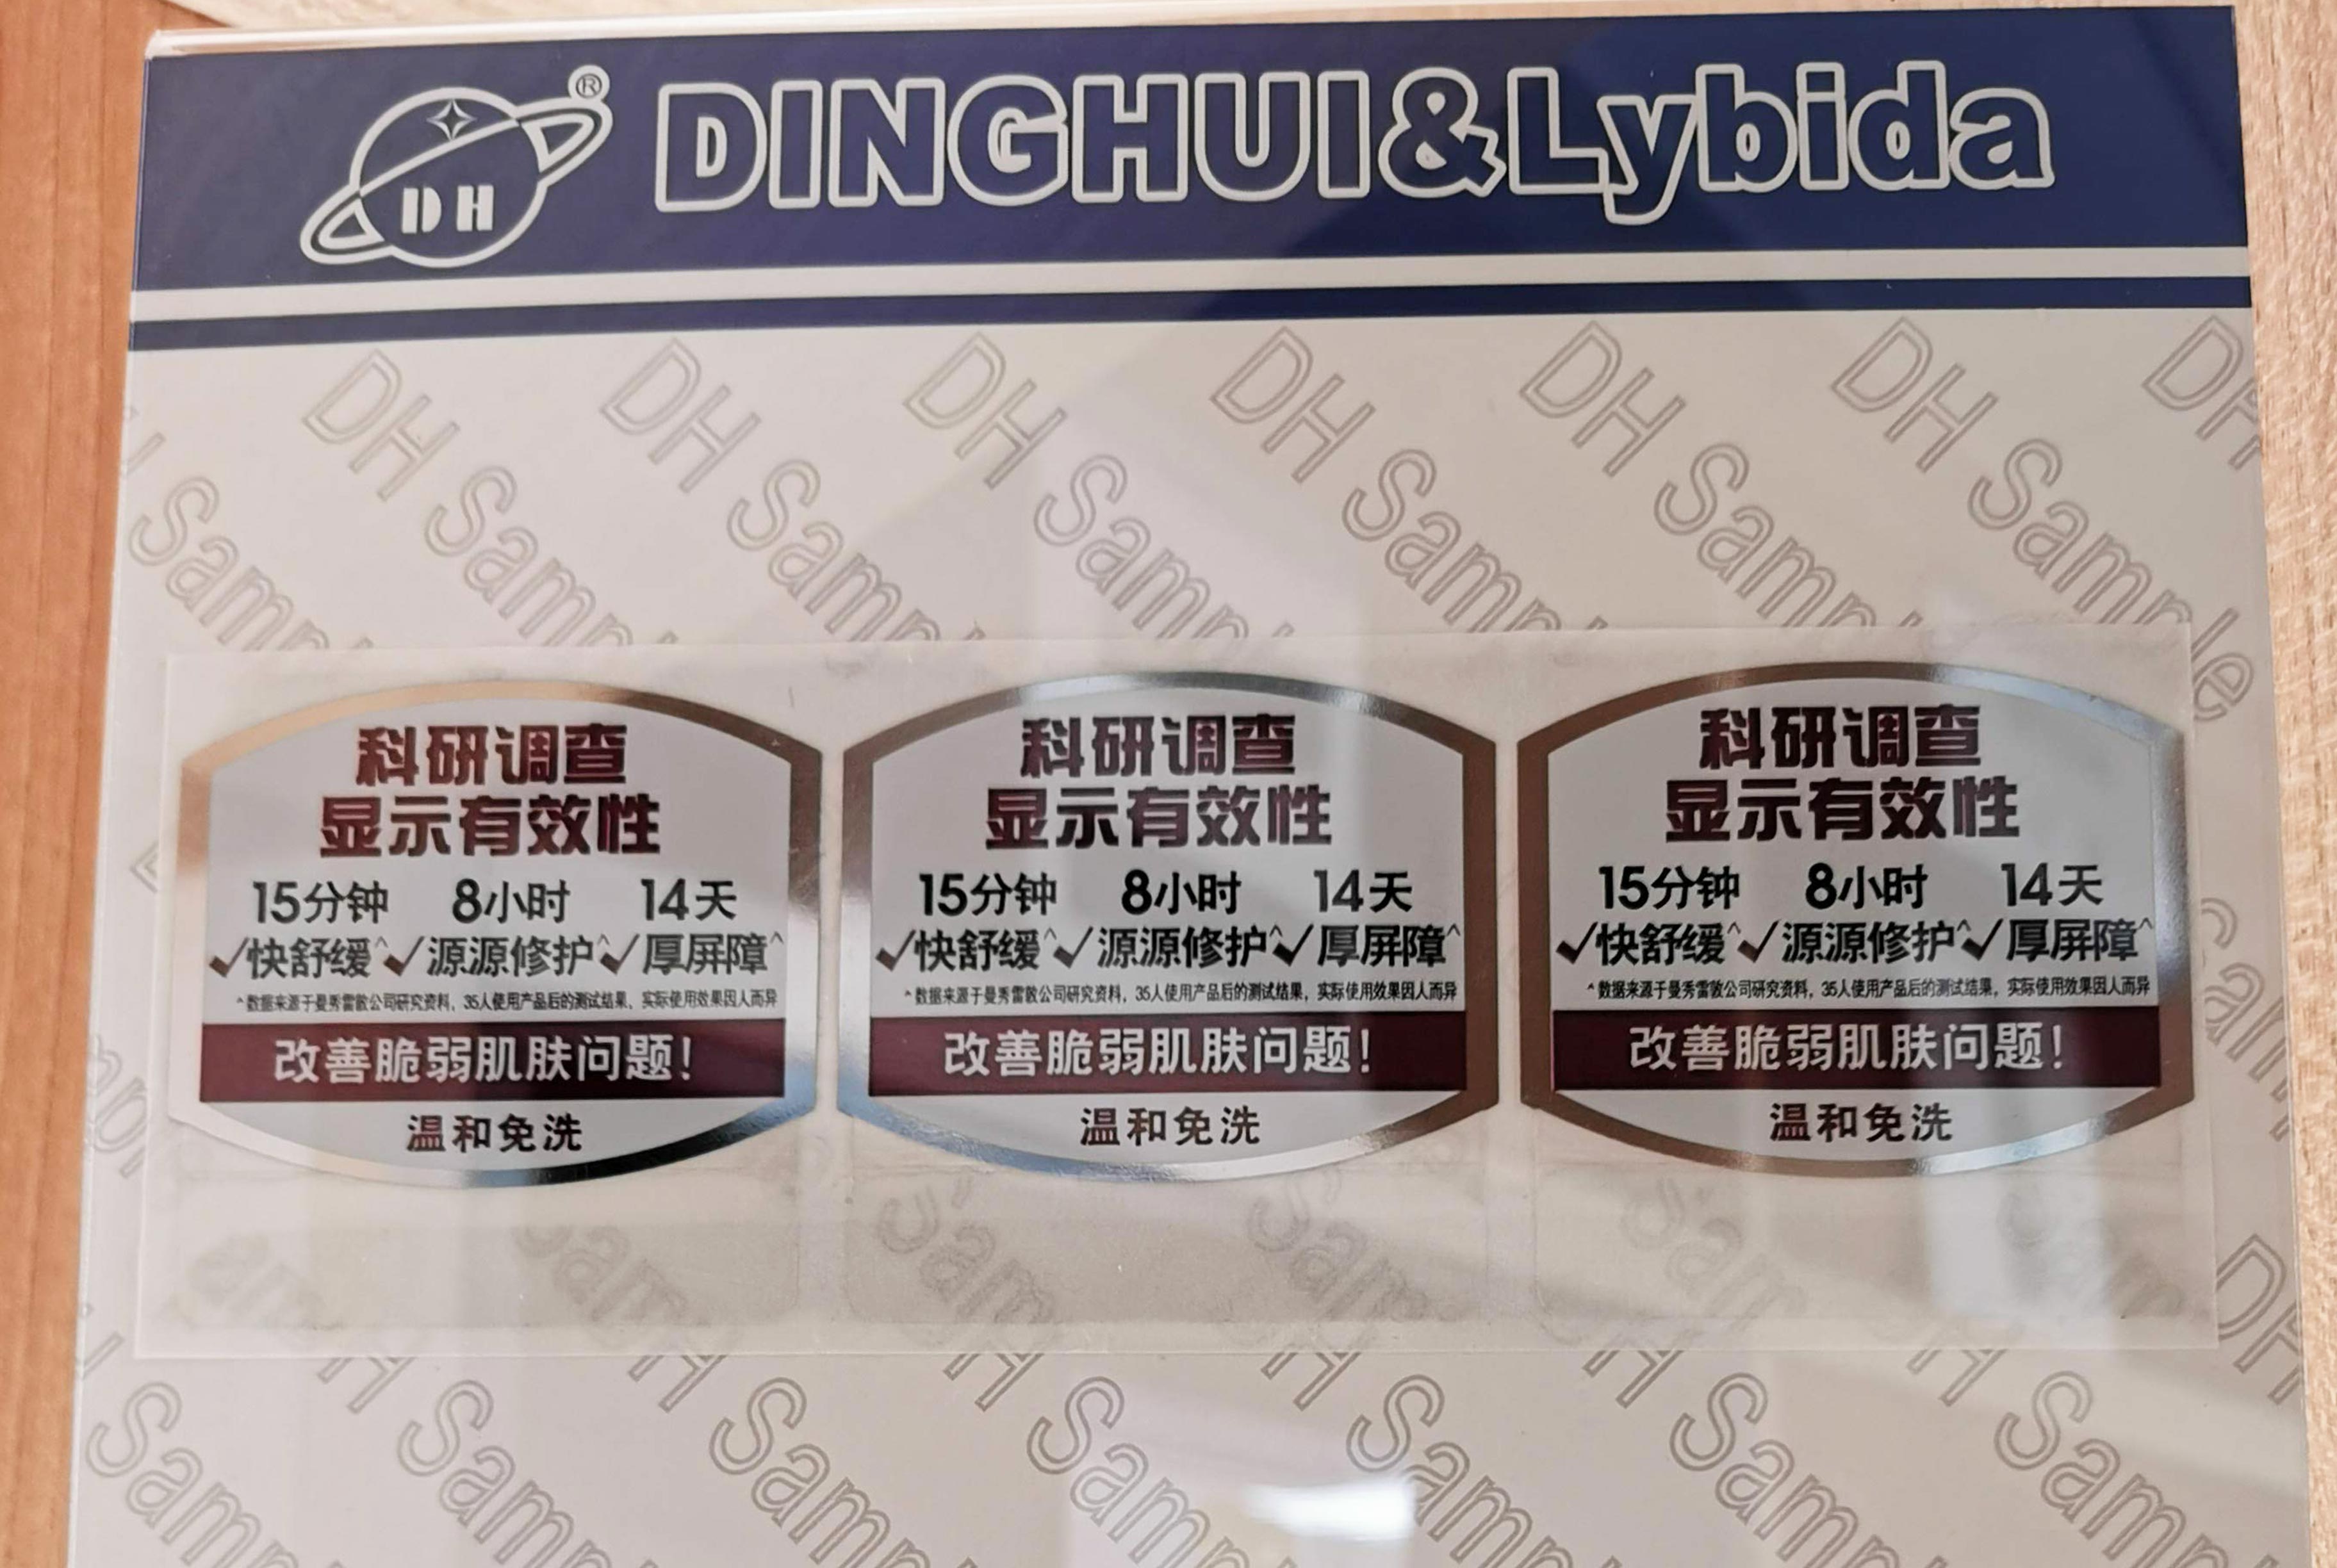 DH ® DINGHUI&Lybida
DH Sample DH Sample DH Sample DH Sample DH Sample DH Sample DH
科研调查
显示有效性
15分钟 8小时 14天
✓快舒缓^ ✓源源修护^ ✓厚屏障^
^数据来源于曼秀雷敦公司研究资料，35人使用产品后的测试结果，实际使用效果因人而异
改善脆弱肌肤问题！
温和免洗
科研调查
显示有效性
15分钟 8小时 14天
✓快舒缓^ ✓源源修护^ ✓厚屏障^
^数据来源于曼秀雷敦公司研究资料，35人使用产品后的测试结果，实际使用效果因人而异
改善脆弱肌肤问题！
温和免洗
科研调查
显示有效性
15分钟 8小时 14天
✓快舒缓^ ✓源源修护^ ✓厚屏障^
^数据来源于曼秀雷敦公司研究资料，35人使用产品后的测试结果，实际使用效果因人而异
改善脆弱肌肤问题！
温和免洗